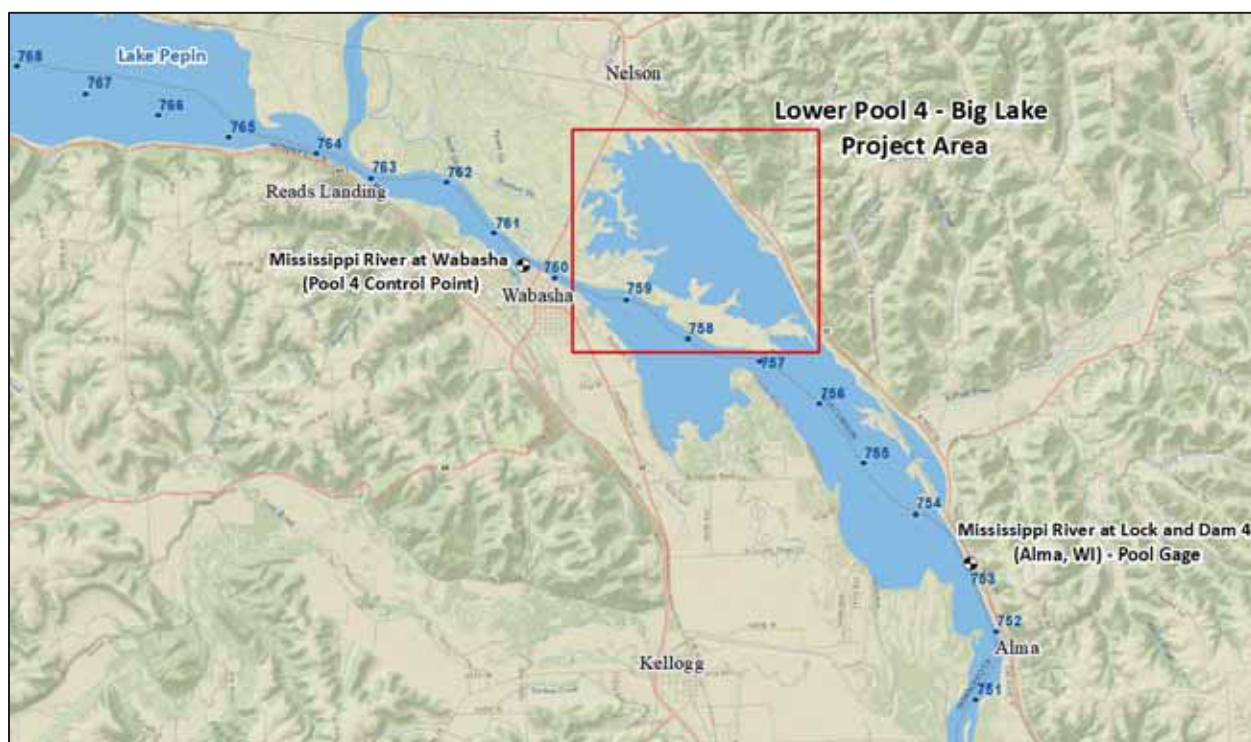 768
Lake Pepin
767
766
765
764
763
762
Nelson
Lower Pool 4 - Big Lake
Project Area
Reads Landing
761
Mississippi River at Wabasha
(Pool 4 Control Point)
760
Wabasha
759
758
757
756
755
754
Mississippi River at Lock and Dam 4
(Alma, WI) - Pool Gage
753
752
Alma
Kellogg
751